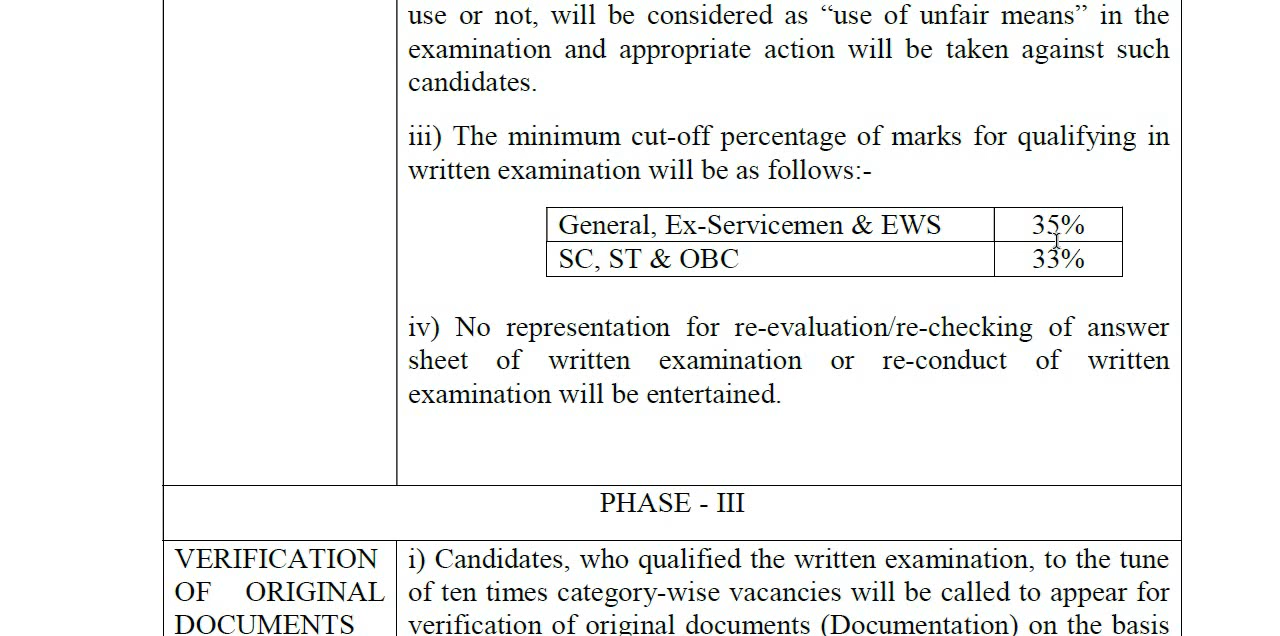 use or not, will be considered as “use of unfair means” in the
examination and appropriate action will be taken against such
candidates.
iii) The minimum cut-off percentage of marks for qualifying in
written examination will be as follows:-
General, Ex-Servicemen & EWS 35%
SC, ST & OBC 33%
iv) No representation for re-evaluation/re-checking of answer
sheet of written examination or re-conduct of written
examination will be entertained.
PHASE - III
VERIFICATION
OF ORIGINAL
DOCUMENTS
i) Candidates, who qualified the written examination, to the tune
of ten times category-wise vacancies will be called to appear for
verification of original documents (Documentation) on the basis